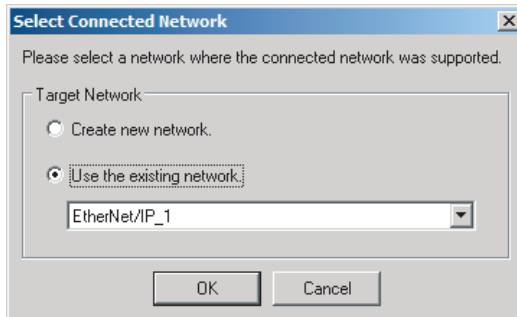 Select Connected Network
Please select a network where the connected network was supported.
Target Network
Create new network.
Use the existing network.
EtherNet/IP_1
OK Cancel